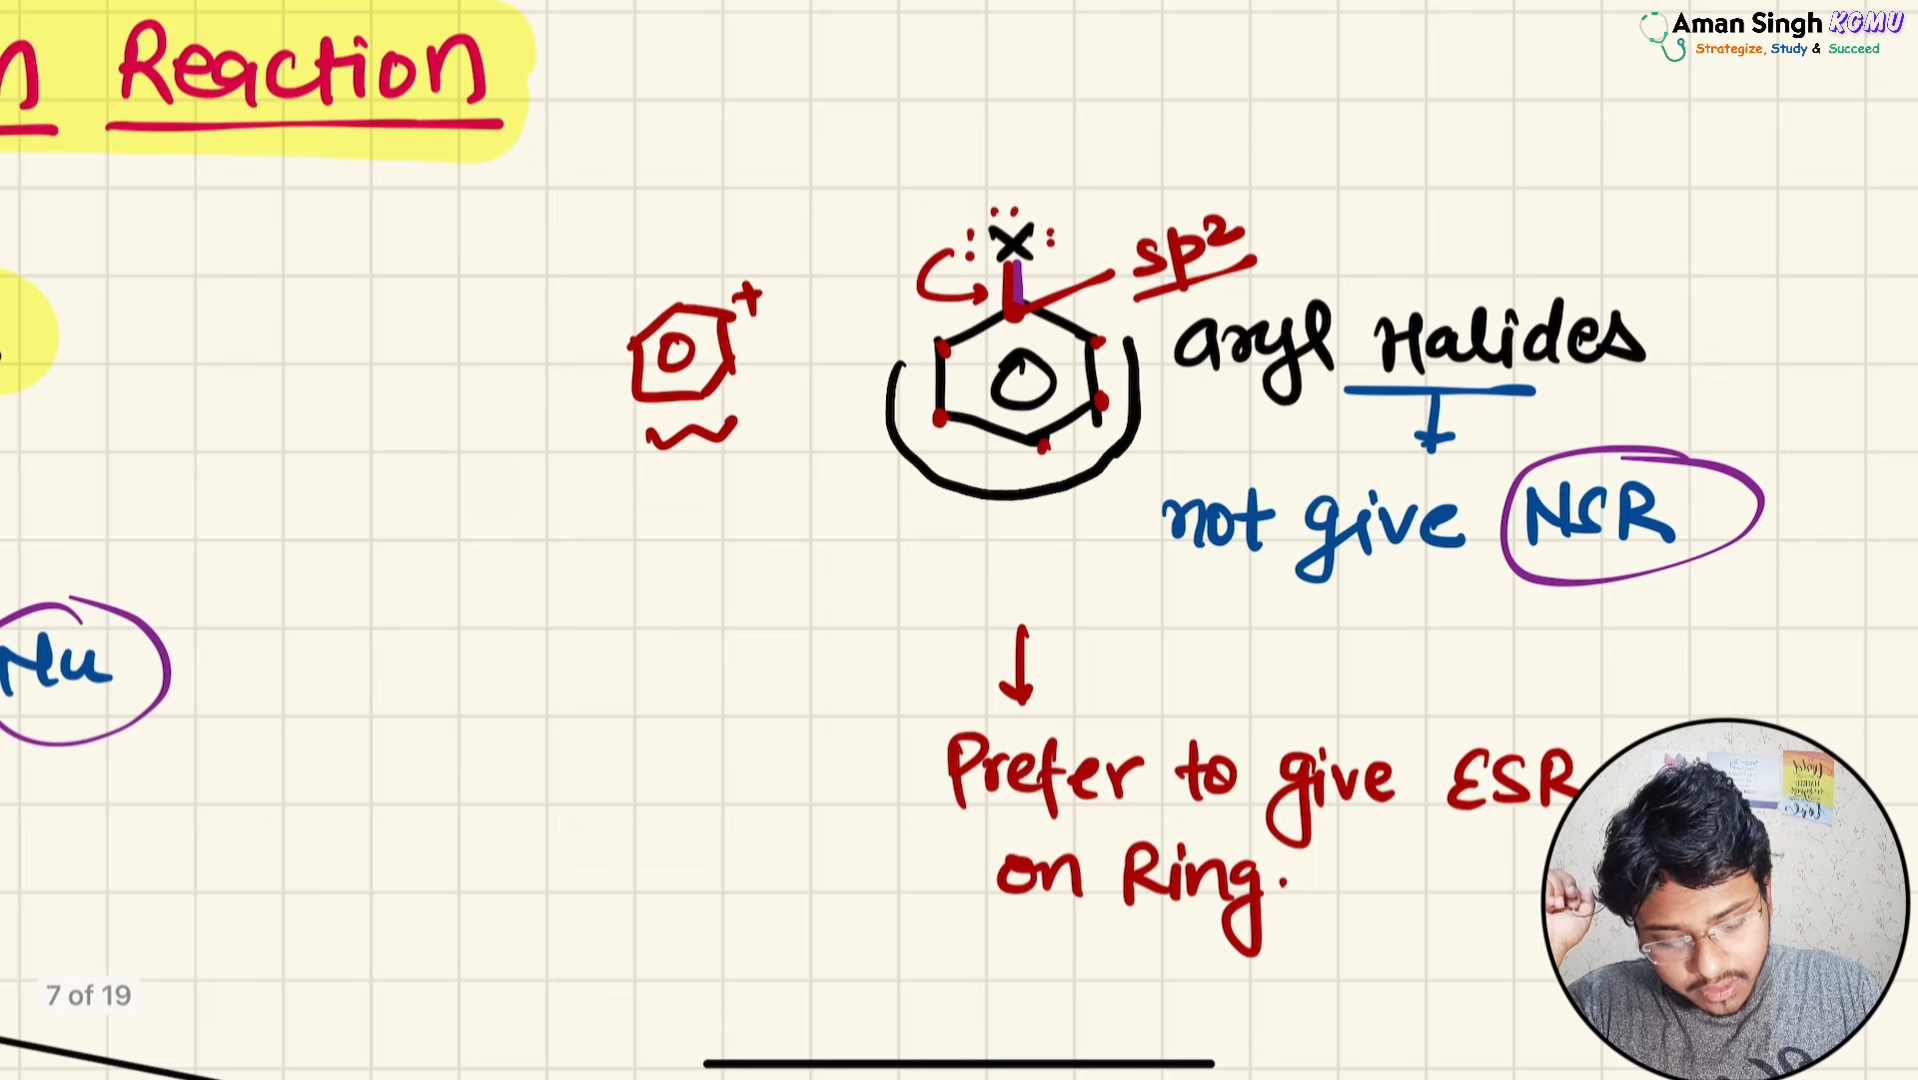 n Reaction
Aman Singh KGMU
Strategize, Study & Succeed
X
sp²
+
aryl Halides
not give NSR
Nu
Prefer to give ESR
on Ring.
7 of 19